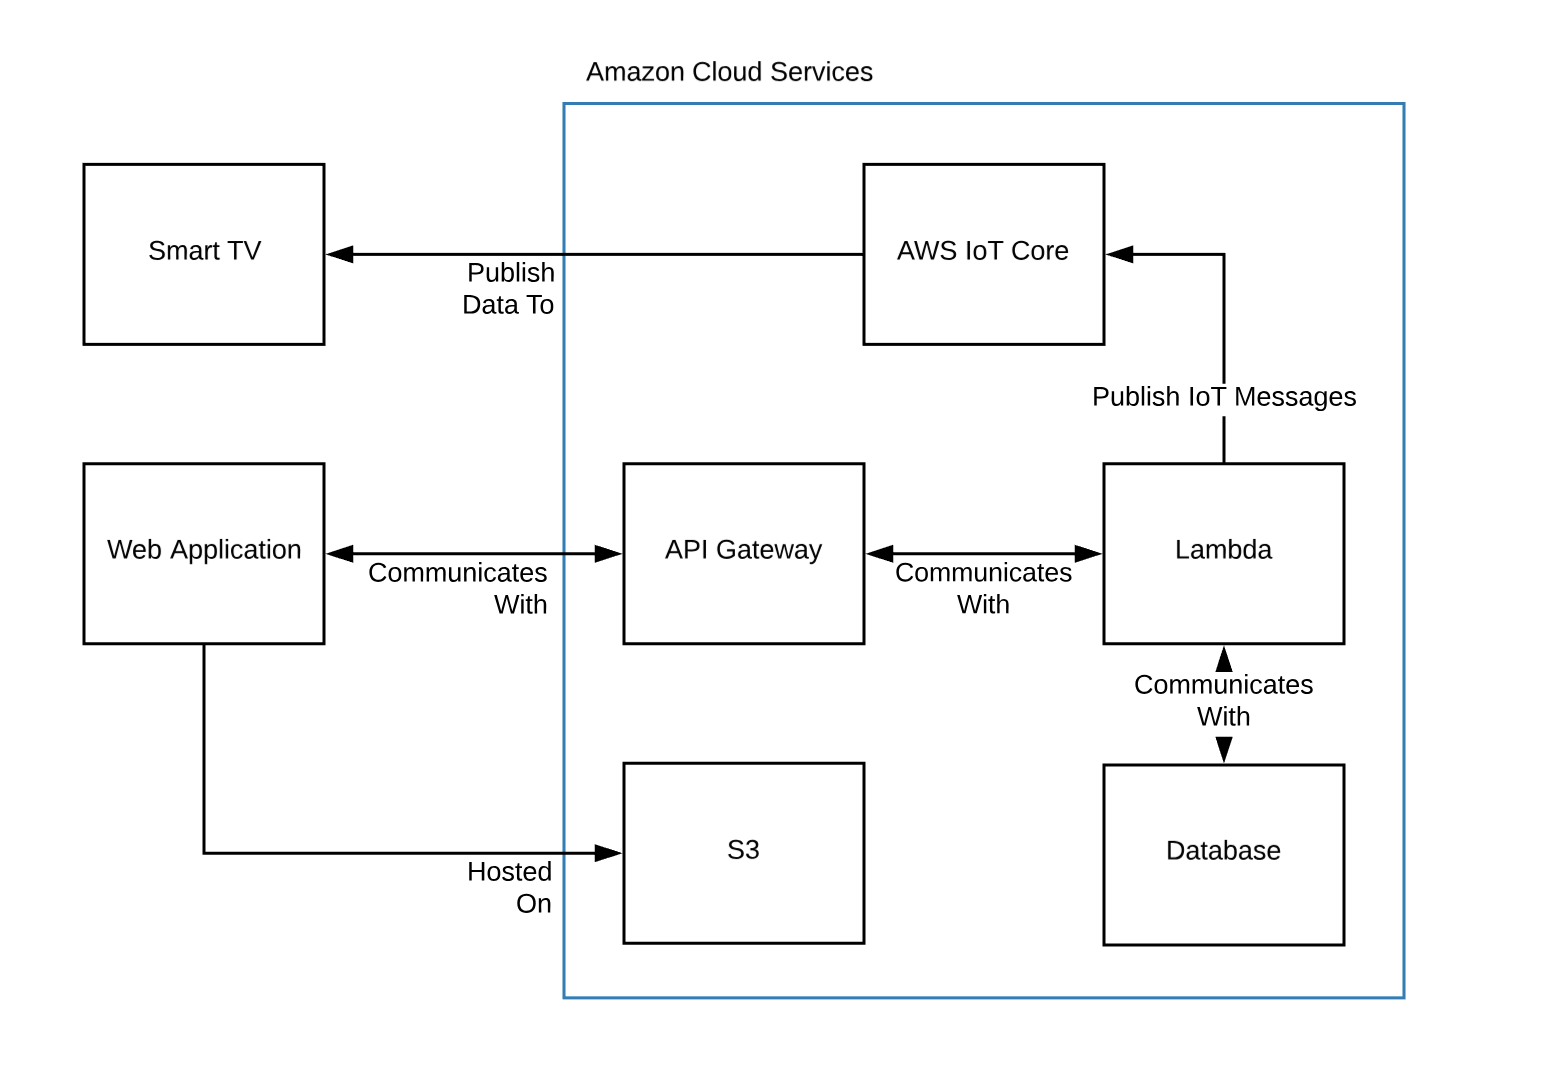 Amazon Cloud Services
Smart TV
AWS IoT Core
Publish
Data To
Publish IoT Messages
Web Application
API Gateway
Lambda
Communicates
With
Communicates
With
Communicates
With
S3
Database
Hosted
On